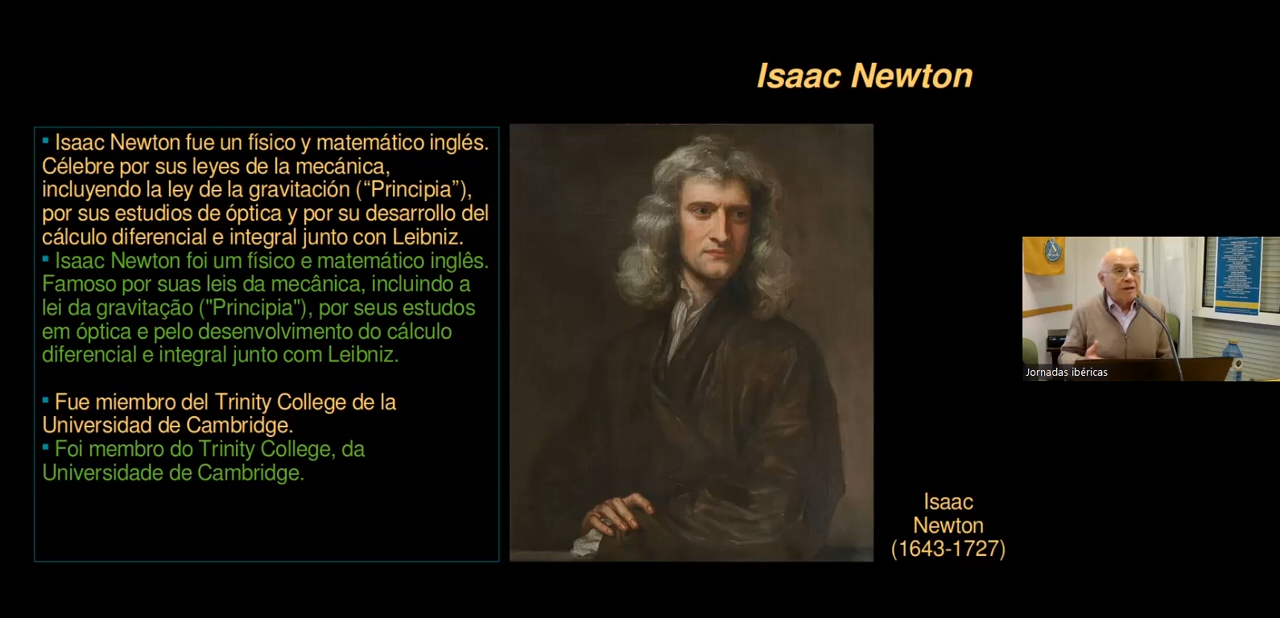 Isaac Newton
▪ Isaac Newton fue un físico y matemático inglés.
Célebre por sus leyes de la mecánica,
incluyendo la ley de la gravitación (“Principia”),
por sus estudios de óptica y por su desarrollo del
cálculo diferencial e integral junto con Leibniz.
▪ Isaac Newton foi um físico e matemático inglês.
Famoso por suas leis da mecânica, incluindo a
lei da gravitação ("Principia"), por seus estudos
em óptica e pelo desenvolvimento do cálculo
diferencial e integral junto com Leibniz.
▪ Fue miembro del Trinity College de la
Universidad de Cambridge.
▪ Foi membro do Trinity College, da
Universidade de Cambridge.
Isaac
Newton
(1643-1727)
Jornadas ibéricas